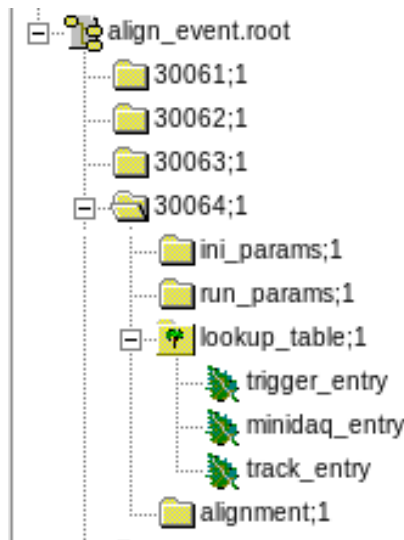 align_event.root
30061;1
30062;1
30063;1
30064;1
ini_params;1
run_params;1
lookup_table;1
trigger_entry
minidaq_entry
track_entry
alignment;1